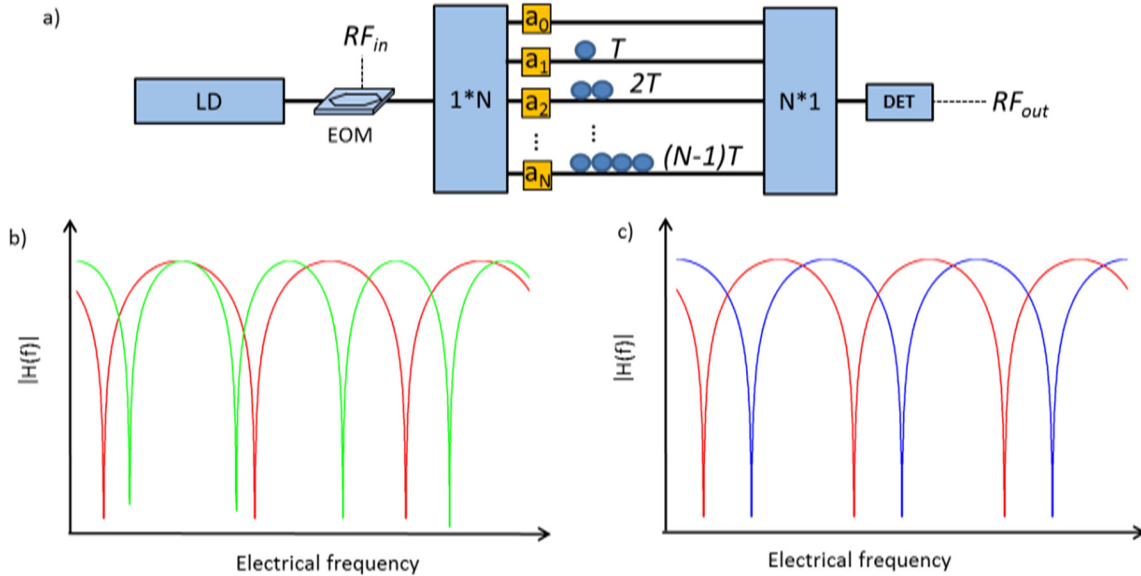 a)
RFin
a0
a1
T
a2
2T
LD
EOM
1*N
N*1
DET
RFout
⋮
⋮
aN
(N-1)T
b)
|H(f)|
Electrical frequency
c)
|H(f)|
Electrical frequency